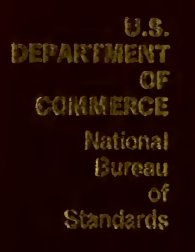 U.S.
DEPARTMENT
OF
COMMERCE
National
Bureau
of
Standards